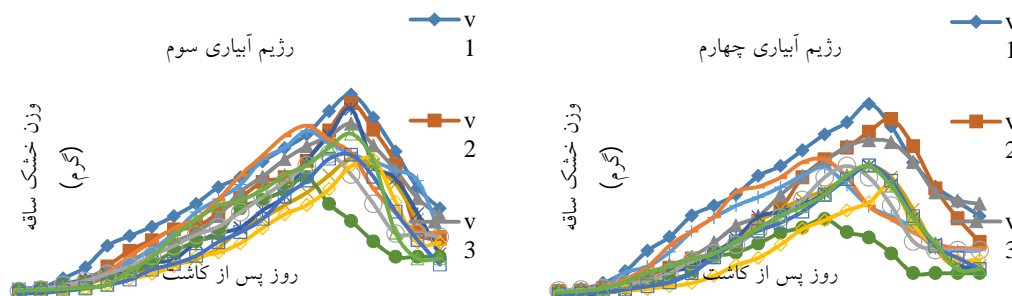 رژیم آبیاری سوم
وزن خشک ساقه
(گرم)
روز پس از کاشت
v
1
v
2
v
3
رژیم آبیاری چهارم
وزن خشک ساقه
(گرم)
روز پس از کاشت
v
1
v
2
v
3